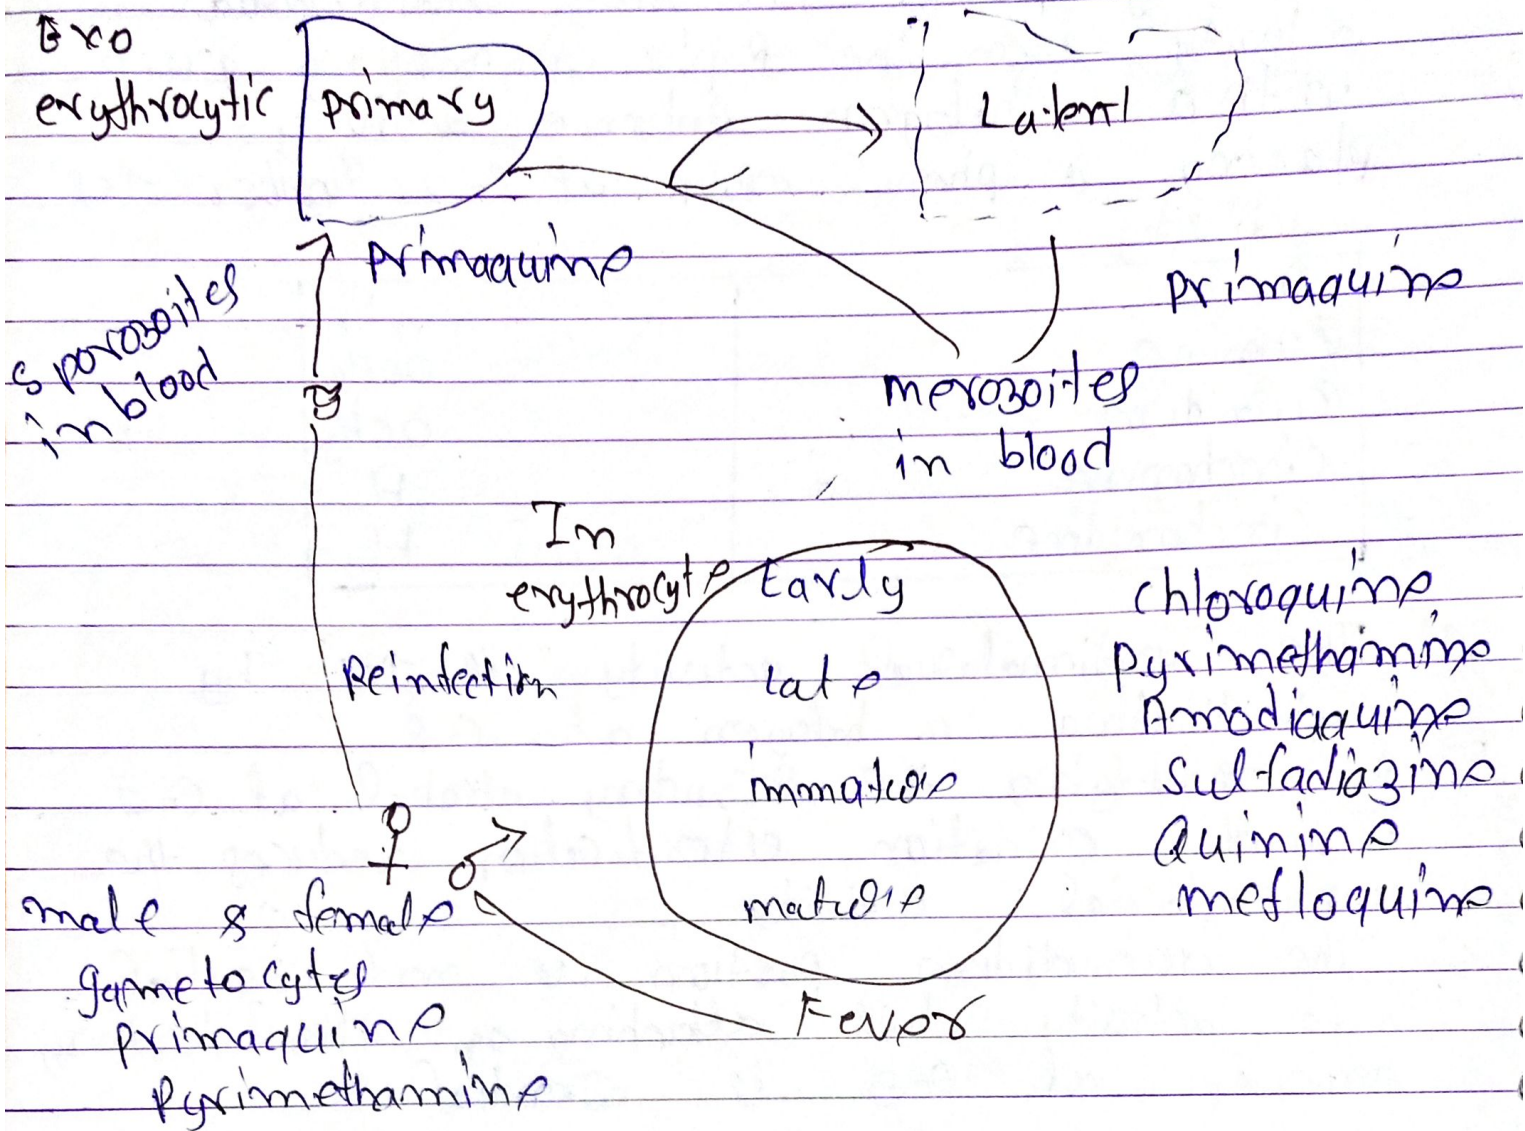 Exo
erythrocytic
primary
Latent
primaquine
primaquine
sporozoites
in blood
merozoites
in blood
In
erythrocyte
Early
late
immature
mature
chloroquine,
pyrimethamine
Amodiaquine
Sulfadiazine
Quinine
mefloquine
Reinfection
male & female
gametocytes
primaquine
Pyrimethamine
Fever